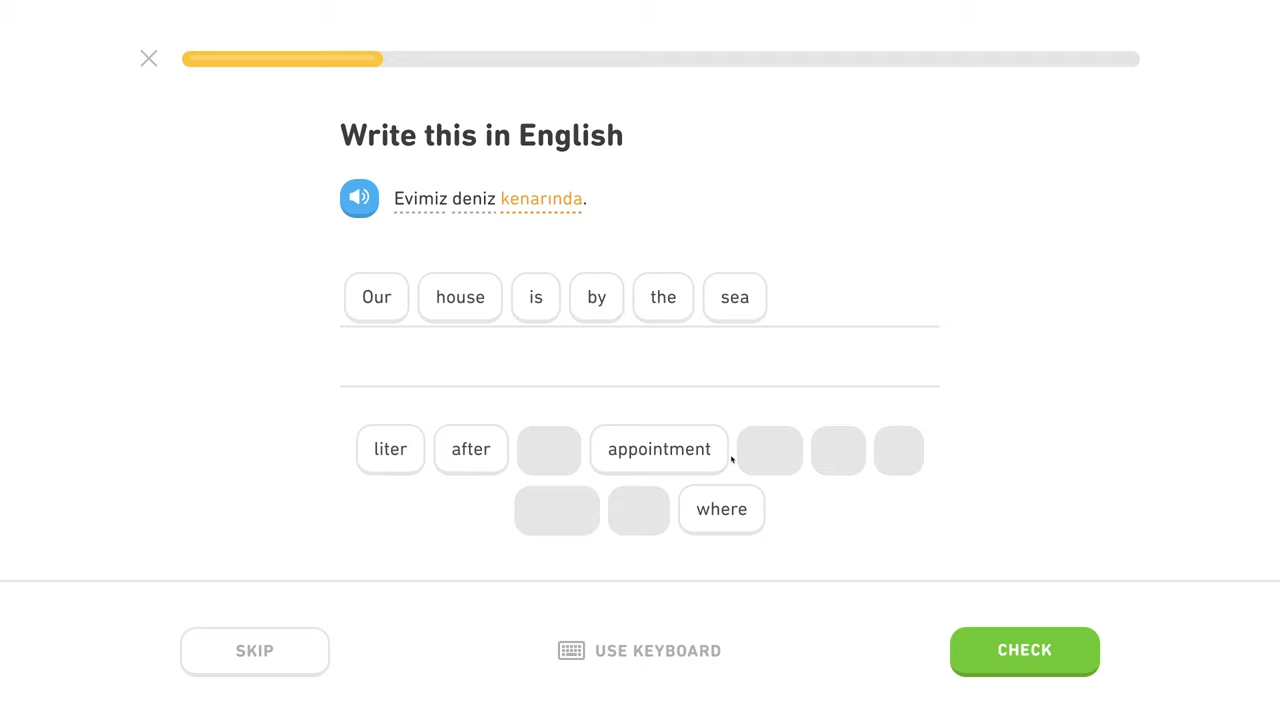 Write this in English
Evimiz deniz kenarında.
Our house is by the sea
liter after appointment
where
SKIP USE KEYBOARD CHECK